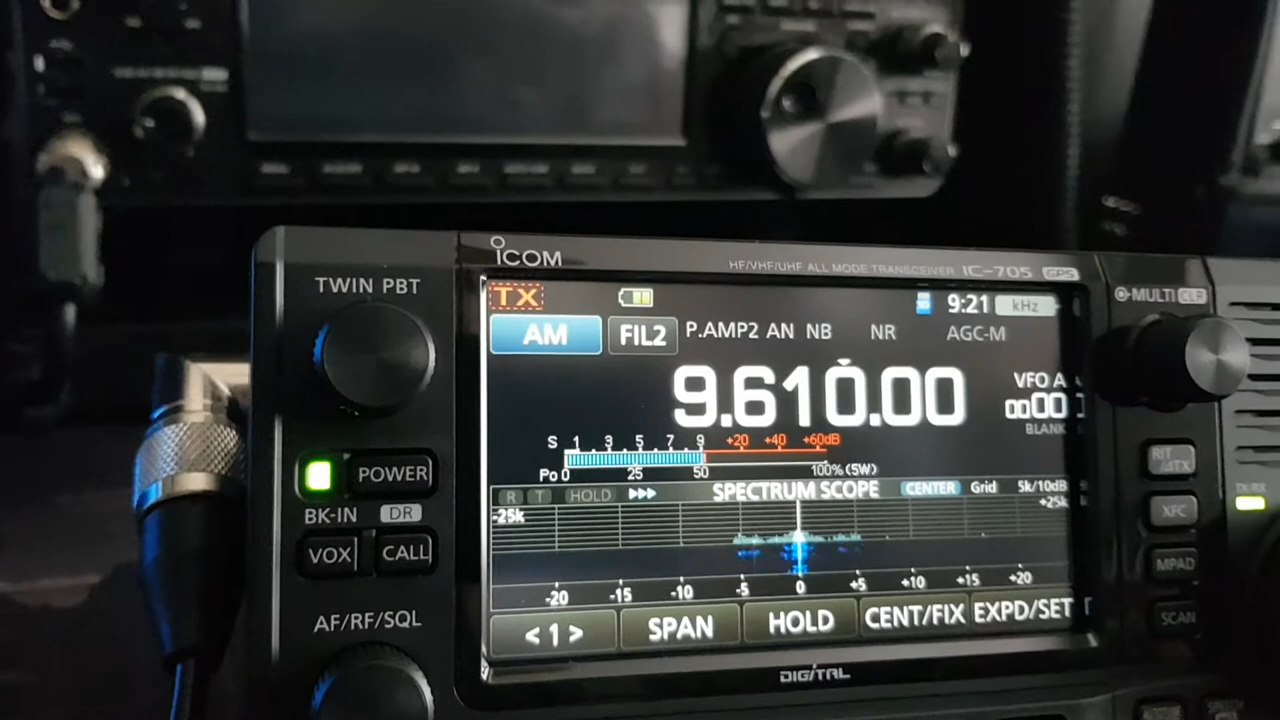 ICOM
HF/VHF/UHF ALL MODE TRANSCEIVER IC-705 GPS
TWIN PBT
TX 9:21 kHz
MULTI CLR
AM FIL2 P.AMP2 AN NB NR AGC-M
9.610.00
VFO A
00
BLANK
S 1 3 5 7 9 +20 +40 +60dB
Po 0 25 50 100% (5W)
POWER
BK-IN DR
VOX CALL
AF/RF/SQL
R T HOLD SPECTRUM SCOPE CENTER Grid 5k/10dB
-25k +25k
-20 -15 -10 -5 0 +5 +10 +15 +20
< 1 > SPAN HOLD CENT/FIX EXPD/SET
DIGITAL
RIT
/ΔTX
TX/RX
XFC
MPAD
SCAN